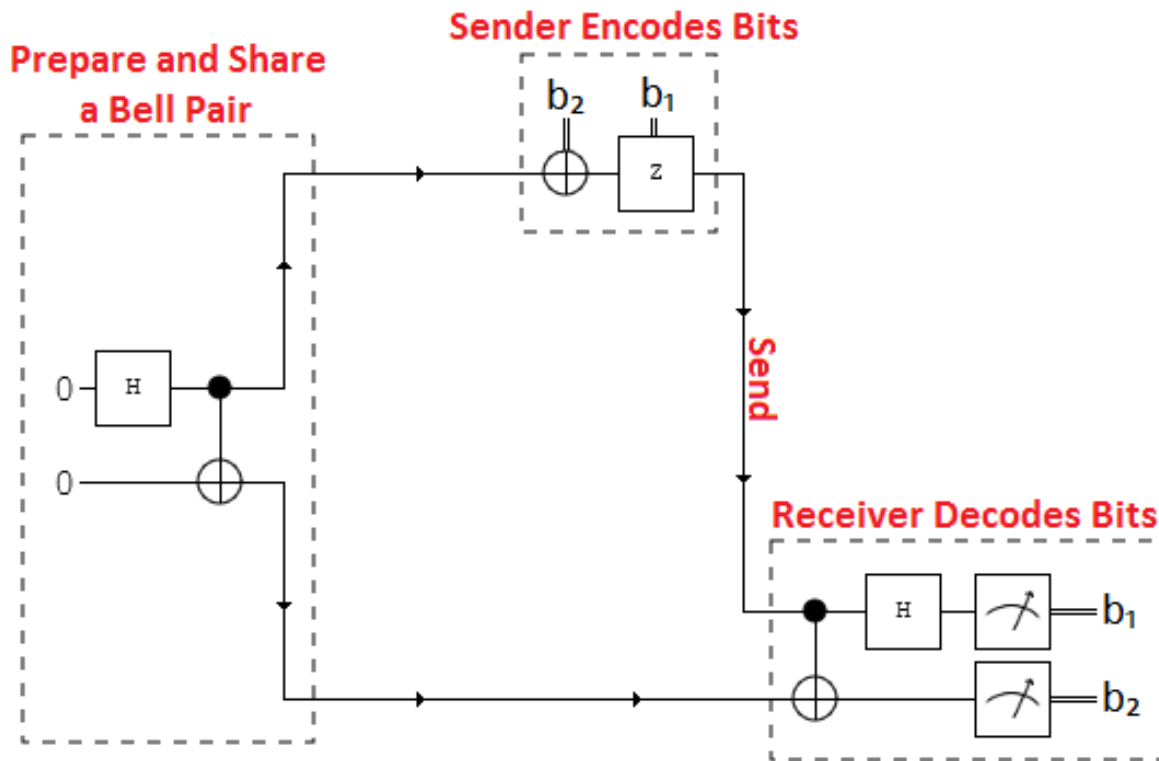 Sender Encodes Bits
Prepare and Share
a Bell Pair
b₂ b₁
Z
H
0
0
Send
Receiver Decodes Bits
H
b₁
b₂